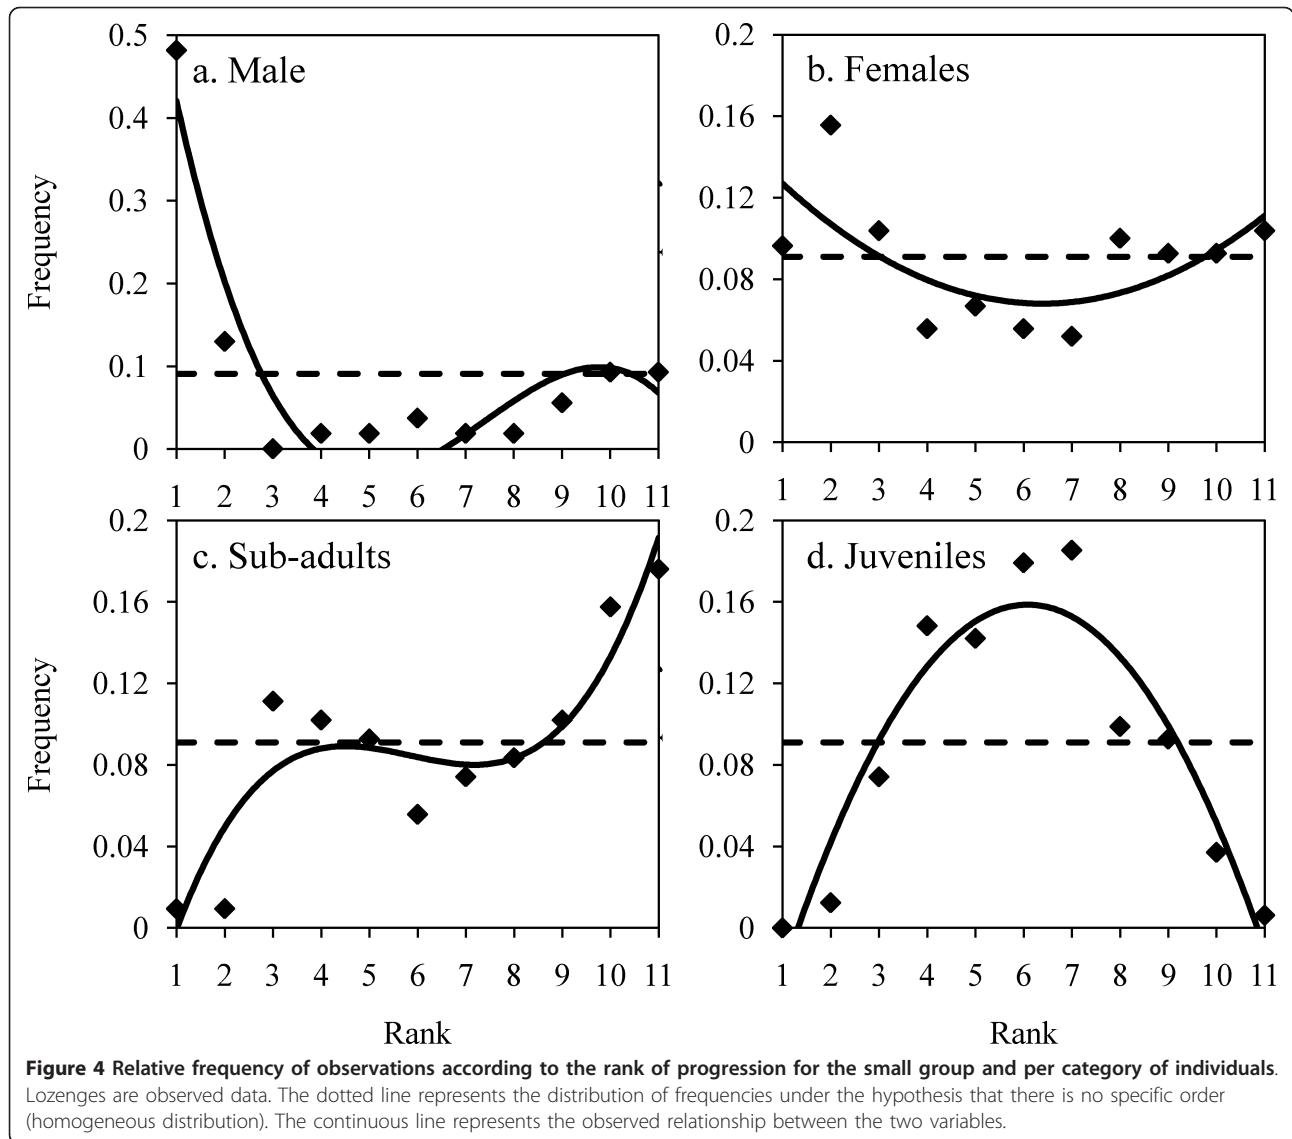 a. Male
0.5
0.4
0.3
0.2
0.1
0
Frequency
1 2 3 4 5 6 7 8 9 10 11
b. Females
0.2
0.16
0.12
0.08
0.04
0
1 2 3 4 5 6 7 8 9 10 11
c. Sub-adults
0.2
0.16
0.12
0.08
0.04
0
Frequency
1 2 3 4 5 6 7 8 9 10 11
Rank
d. Juveniles
0.2
0.16
0.12
0.08
0.04
0
1 2 3 4 5 6 7 8 9 10 11
Rank
Figure 4 Relative frequency of observations according to the rank of progression for the small group and per category of individuals.
Lozenges are observed data. The dotted line represents the distribution of frequencies under the hypothesis that there is no specific order
(homogeneous distribution). The continuous line represents the observed relationship between the two variables.